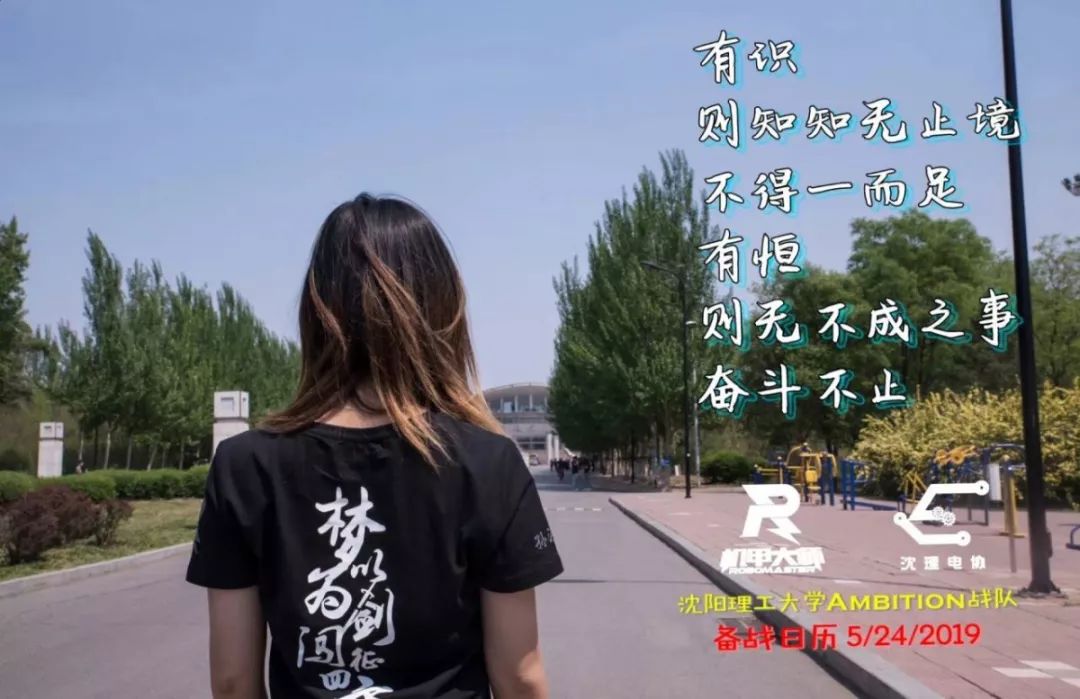 有识
则知知无止境
不得一而足
有恒
则无不成之事
奋斗不止
梦以剑征
为闯四
机甲大师
ROBOMASTER
沈理电协
沈阳理工大学AMBITION战队
备战日历 5/24/2019